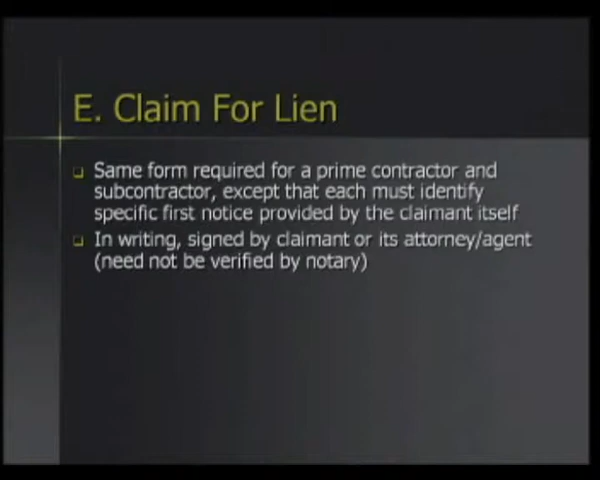 E. Claim For Lien
Same form required for a prime contractor and
subcontractor, except that each must identify
specific first notice provided by the claimant itself
In writing, signed by claimant or its attorney/agent
(need not be verified by notary)